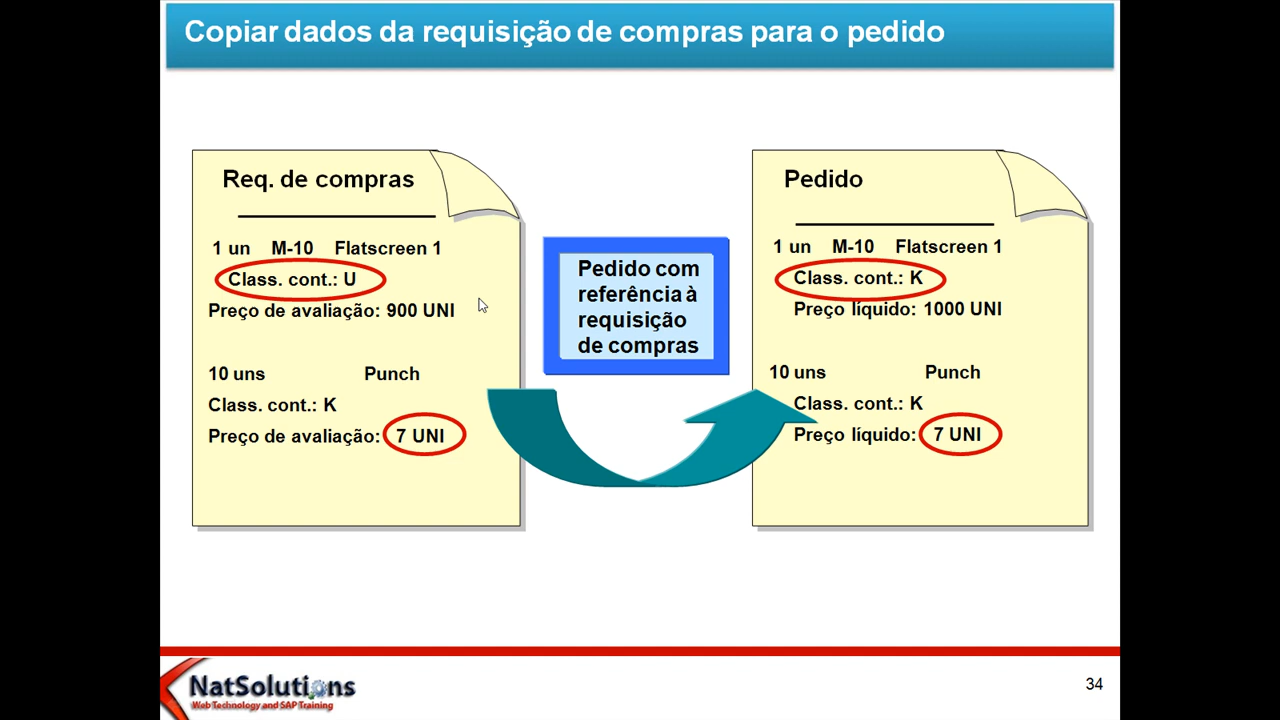 Copiar dados da requisição de compras para o pedido
Req. de compras
1 un M-10 Flatscreen 1
Class. cont.: U
Preço de avaliação: 900 UNI
10 uns Punch
Class. cont.: K
Preço de avaliação: 7 UNI
Pedido com
referência à
requisição
de compras
Pedido
1 un M-10 Flatscreen 1
Class. cont.: K
Preço líquido: 1000 UNI
10 uns Punch
Class. cont.: K
Preço líquido: 7 UNI
NatSolutions
Web Technology and SAP Training
34